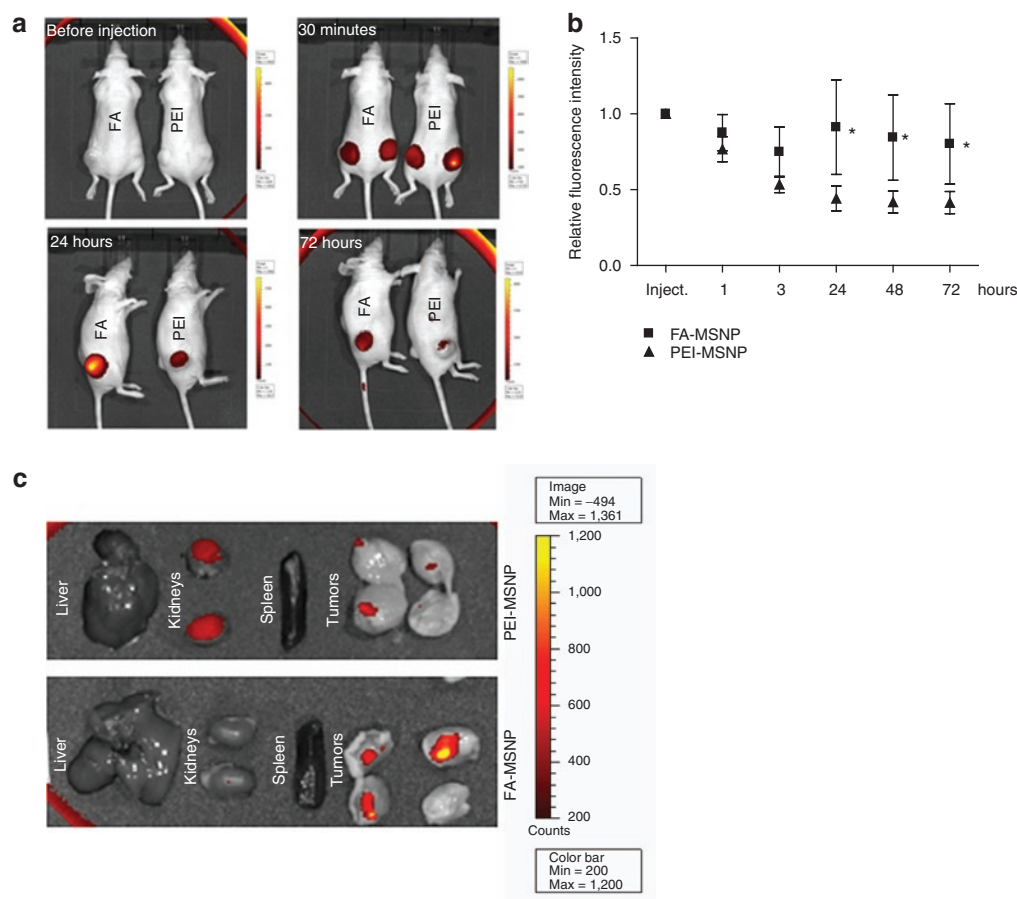 a
Before injection
FA
PEI
30 minutes
FA
PEI
24 hours
FA
PEI
72 hours
FA
PEI
b
Relative fluorescence intensity
1.5
1.0
0.5
0.0
*
*
*
Inject. 1 3 24 48 72 hours
FA-MSNP
PEI-MSNP
c
Liver
Kidneys
Spleen
Tumors
PEI-MSNP
Liver
Kidneys
Spleen
Tumors
FA-MSNP
Image
Min = –494
Max = 1,361
1,200
1,000
800
600
400
200
Counts
Color bar
Min = 200
Max = 1,200